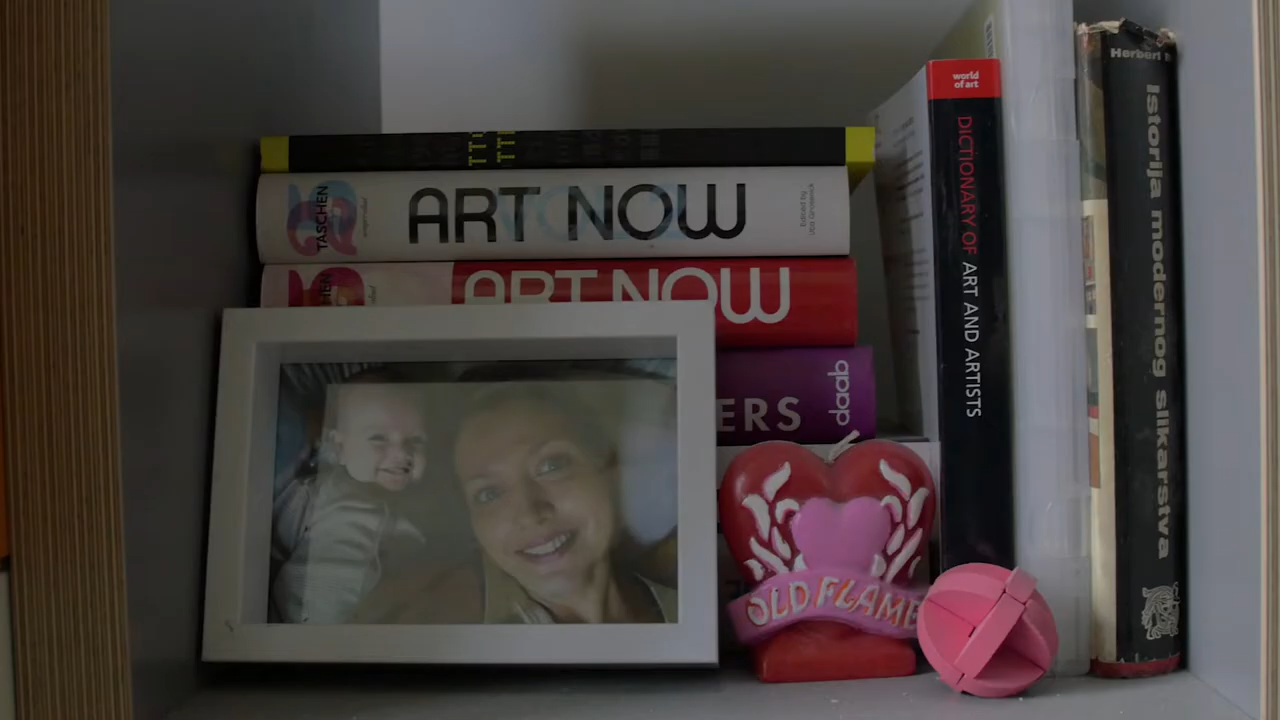 TASCHEN
ART NOW
ART NOW
daab
ERS
OLD FLAME
world
of art
DICTIONARY OF ART AND ARTISTS
Herbert
Istorija modernog slikarstva